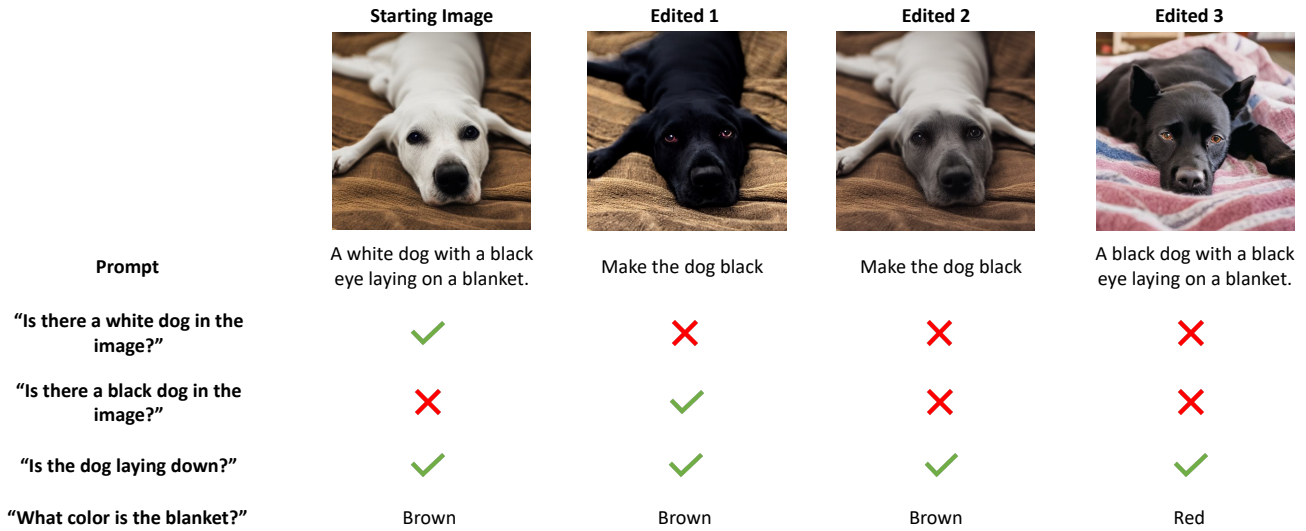 Starting Image Edited 1 Edited 2 Edited 3
Prompt
A white dog with a black
eye laying on a blanket.
Make the dog black
Make the dog black
A black dog with a black
eye laying on a blanket.
“Is there a white dog in the
image?”
“Is there a black dog in the
image?”
“Is the dog laying down?”
“What color is the blanket?” Brown Brown Brown Red